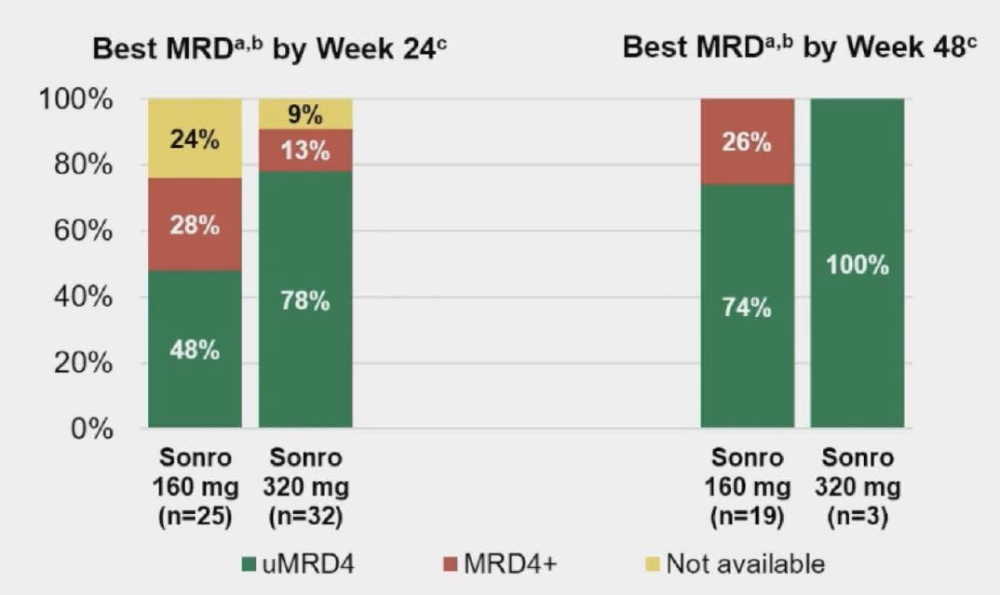 Best MRDᵃ,ᵇ by Week 24ᶜ
100%
80%
60%
40%
20%
0%
24%
28%
48%
9%
13%
78%
Sonro
160 mg
(n=25)
Sonro
320 mg
(n=32)
Best MRDᵃ,ᵇ by Week 48ᶜ
26%
74%
100%
Sonro
160 mg
(n=19)
Sonro
320 mg
(n=3)
uMRD4
MRD4+
Not available